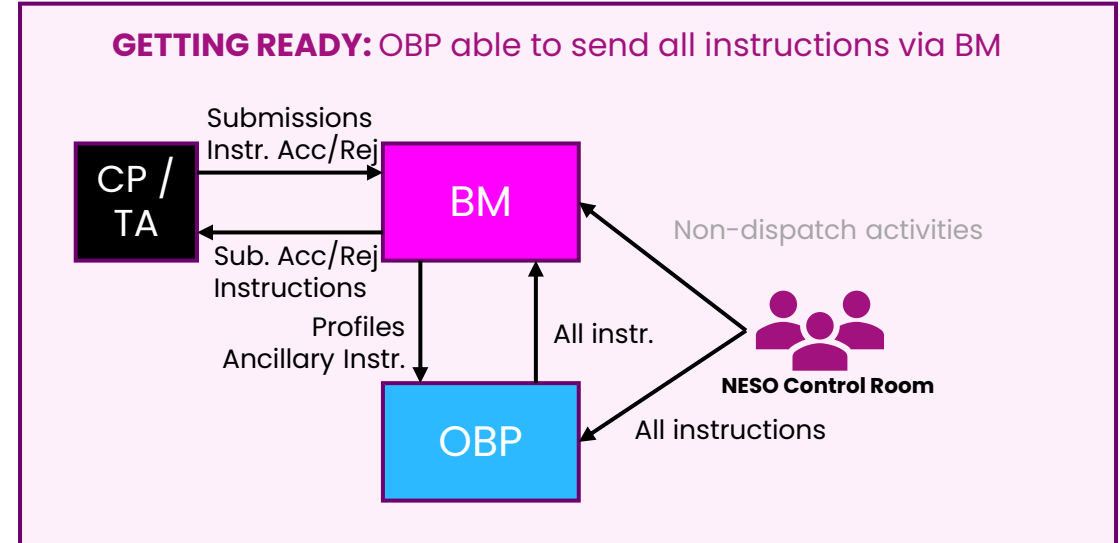 GETTING READY: OBP able to send all instructions via BM
Submissions
Instr. Acc/Rej
CP /
TA
BM
Non-dispatch activities
Sub. Acc/Rej
Instructions
Profiles
Ancillary Instr.
All instr.
NESO Control Room
OBP
All instructions